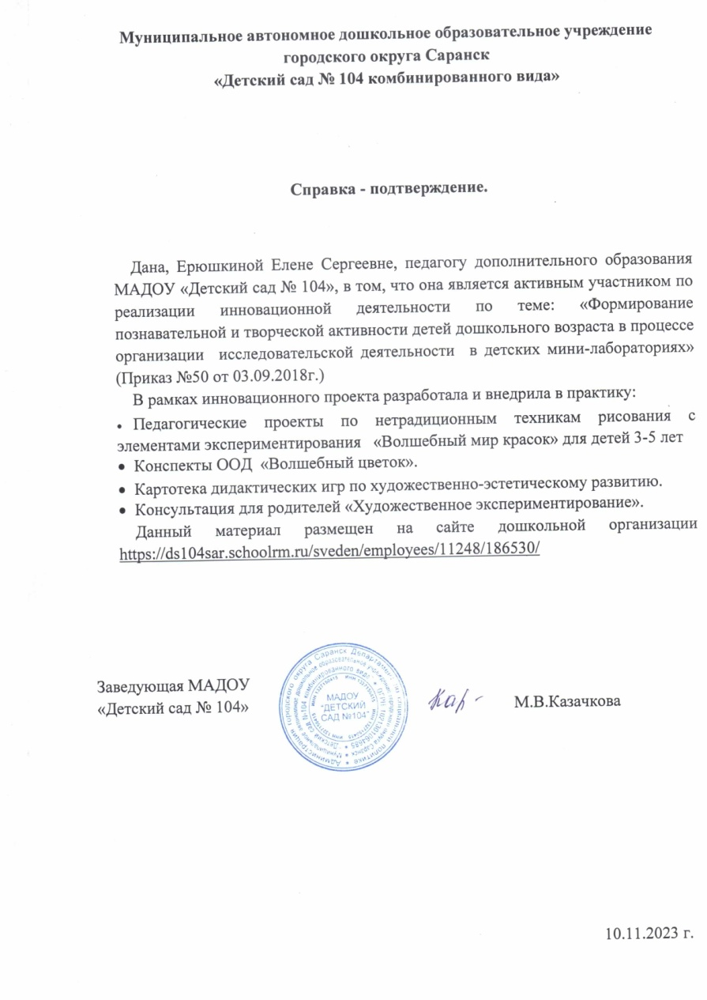 Муниципальное автономное дошкольное образовательное учреждение
городского округа Саранск
«Детский сад № 104 комбинированного вида»
Справка - подтверждение.
Дана, Ерюшкиной Елене Сергеевне, педагогу дополнительного образования
МАДОУ «Детский сад № 104», в том, что она является активным участником по
реализации инновационной деятельности по теме: «Формирование
познавательной и творческой активности детей дошкольного возраста в процессе
организации исследовательской деятельности в детских мини-лабораториях»
(Приказ №50 от 03.09.2018г.)
В рамках инновационного проекта разработала и внедрила в практику:
• Педагогические проекты по нетрадиционным техникам рисования с
элементами экспериментирования «Волшебный мир красок» для детей 3-5 лет
• Конспекты ООД «Волшебный цветок».
• Картотека дидактических игр по художественно-эстетическому развитию.
• Консультация для родителей «Художественное экспериментирование».
Данный материал размещен на сайте дошкольной организации
https://ds104sar.schoolrm.ru/sveden/employees/11248/186530/
Заведующая МАДОУ
«Детский сад № 104»
МАДОУ
"ДЕТСКИЙ
САД №104"
М.В.Казачкова
10.11.2023 г.